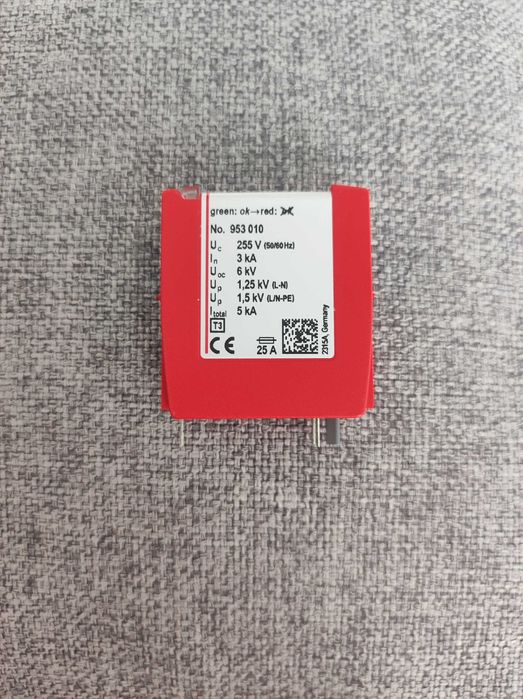 green: ok→red: ok
No. 953 010
Uc 255 V (50/60 Hz)
In 3 kA
Uoc 6 kV
Up 1,25 kV (L-N)
Up 1,5 kV (L/N-PE)
Itotal 5 kA
T3
CE 25 A
2315A, Germany